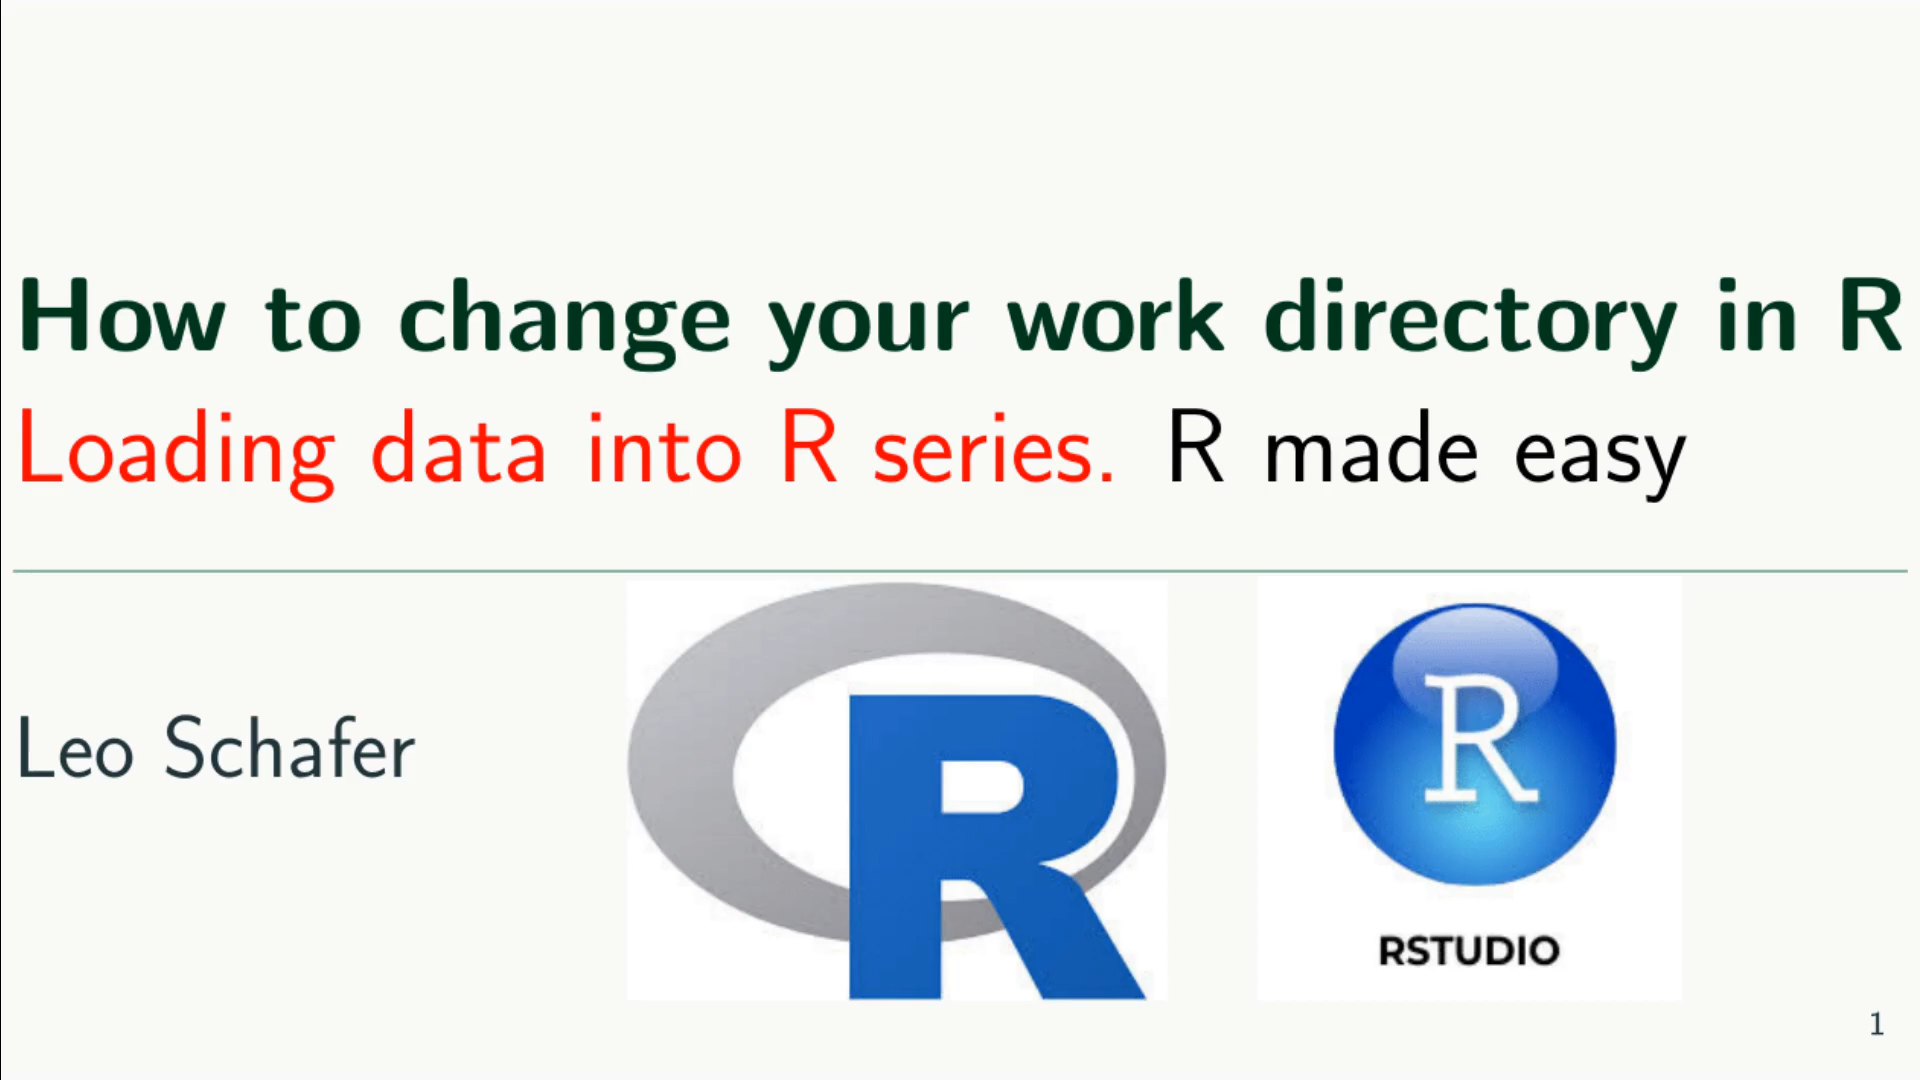 How to change your work directory in R
Loading data into R series. R made easy
Leo Schafer
R
R
RSTUDIO
1